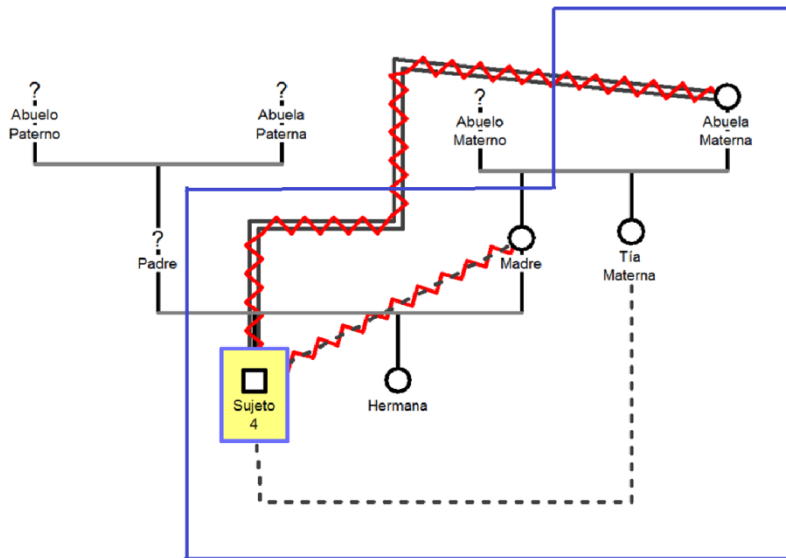 ?
Abuelo
Paterno
?
Abuela
Paterna
?
Abuelo
Materno
Abuela
Materna
?
Padre
Madre
Tía
Materna
Sujeto
4
Hermana